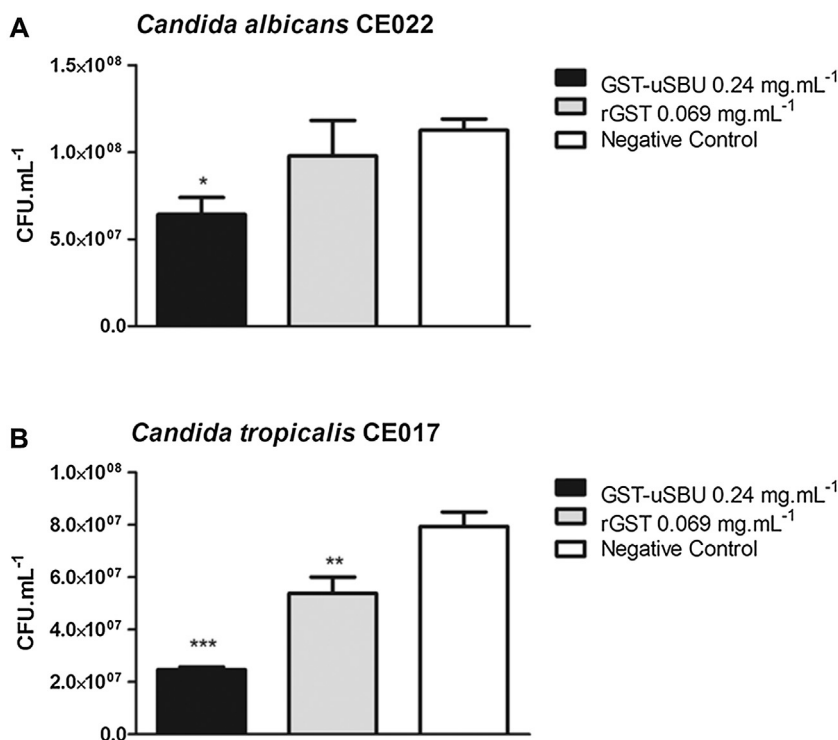 A
Candida albicans CE022
1.5×10⁰⁸
1.0×10⁰⁸
5.0×10⁰⁷
0.0
CFU.mL⁻¹
*
GST-uSBU 0.24 mg.mL⁻¹
rGST 0.069 mg.mL⁻¹
Negative Control
B
Candida tropicalis CE017
1.0×10⁰⁸
8.0×10⁰⁷
6.0×10⁰⁷
4.0×10⁰⁷
2.0×10⁰⁷
0.0
CFU.mL⁻¹
***
**
GST-uSBU 0.24 mg.mL⁻¹
rGST 0.069 mg.mL⁻¹
Negative Control